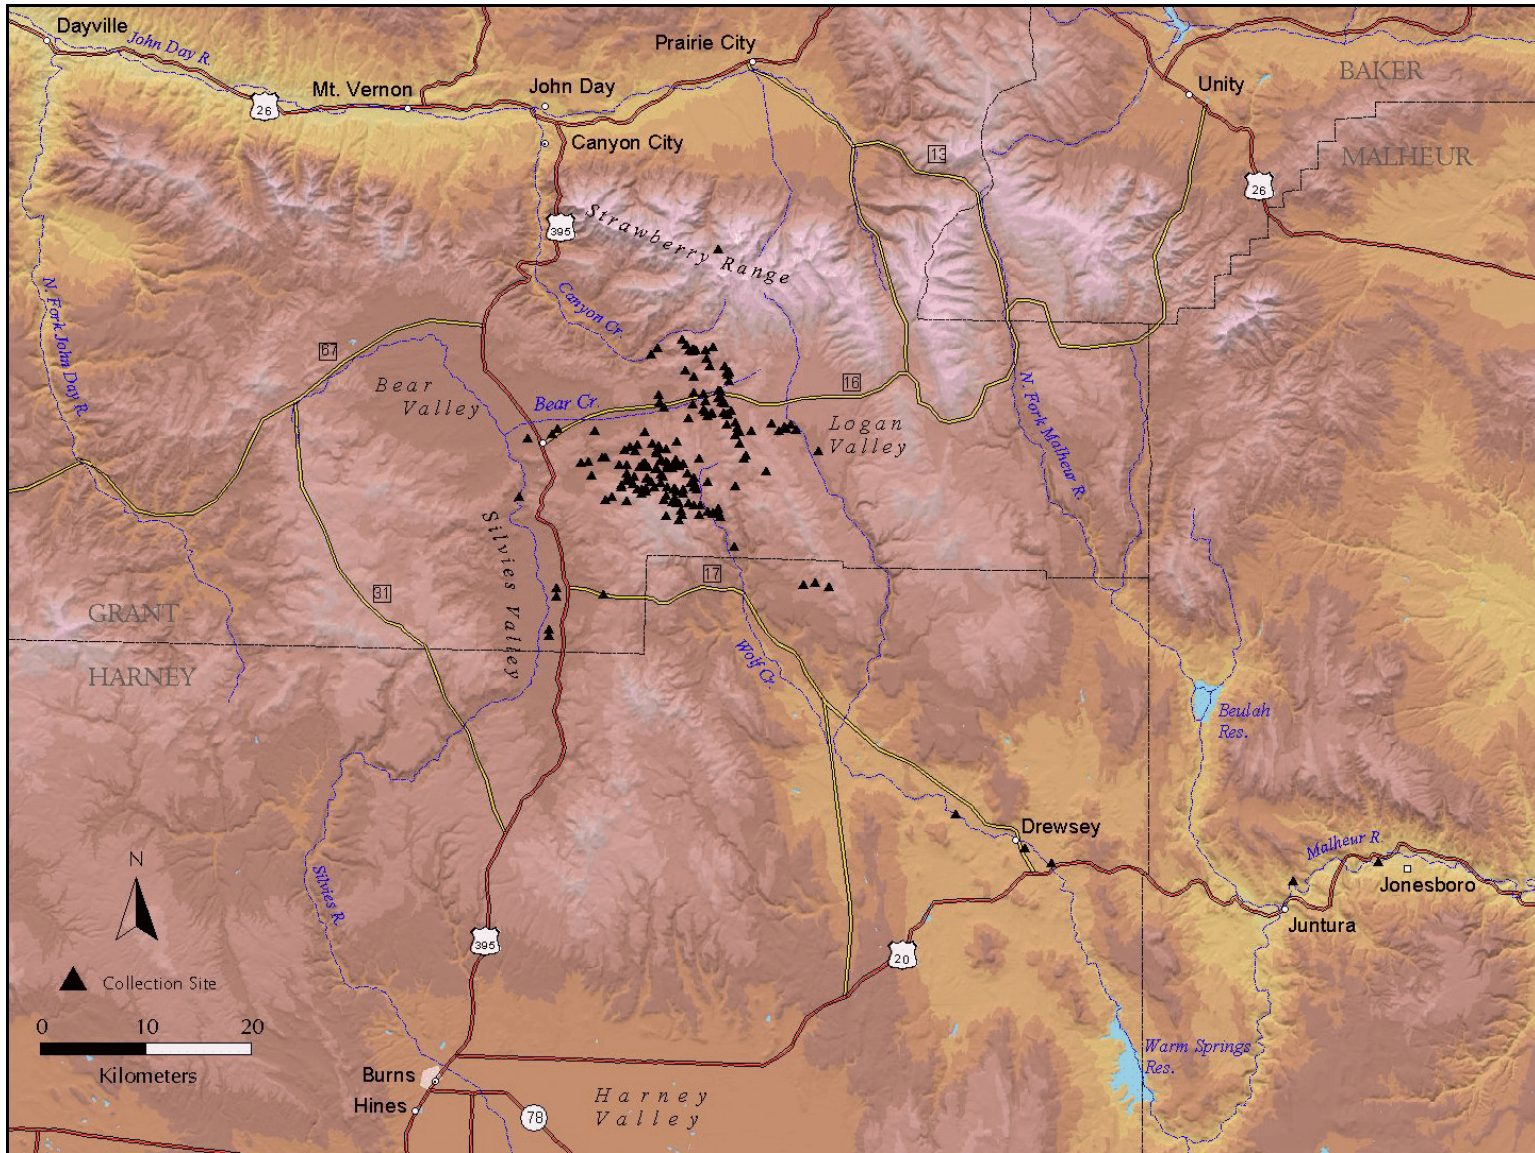 Dayville
John Day R.
Prairie City
BAKER
Unity
Mt. Vernon
John Day
26
13
Canyon City
MALHEUR
26
395
Strawberry Range
N. Fork John Day R.
Canyon Cr.
67
16
Bear
Valley
Bear Cr.
Logan
Valley
N. Fork Malheur R.
Silvies Valley
17
31
GRANT
HARNEY
Wolf Cr.
Beulah
Res.
Drewsey
Malheur R.
Jonesboro
Juntura
Silvies R.
N
395
20
Collection Site
0 10 20
Kilometers
Warm Springs
Res.
Burns
Hines
Harney
Valley
78